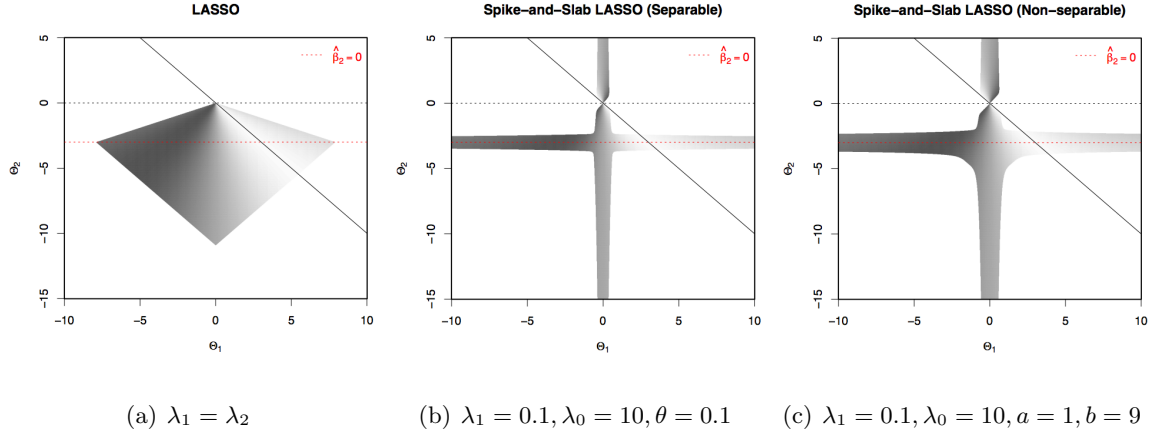 LASSO
5
0
−5
−10
−15
Θ₂
−10 −5 0 5 10
Θ₁
β̂₂ = 0
(a) λ₁ = λ₂
Spike−and−Slab LASSO (Separable)
5
0
−5
−10
−15
Θ₂
−10 −5 0 5 10
Θ₁
β̂₂ = 0
(b) λ₁ = 0.1, λ₀ = 10, θ = 0.1
Spike−and−Slab LASSO (Non−separable)
5
0
−5
−10
−15
Θ₂
−10 −5 0 5 10
Θ₁
β̂₂ = 0
(c) λ₁ = 0.1, λ₀ = 10, a = 1, b = 9